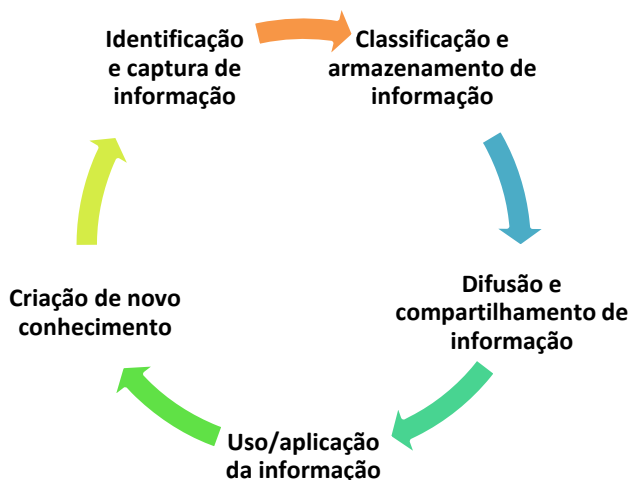 Identificação
e captura de
informação
Classificação e
armazenamento de
informação
Difusão e
compartilhamento de
informação
Uso/aplicação
da informação
Criação de novo
conhecimento